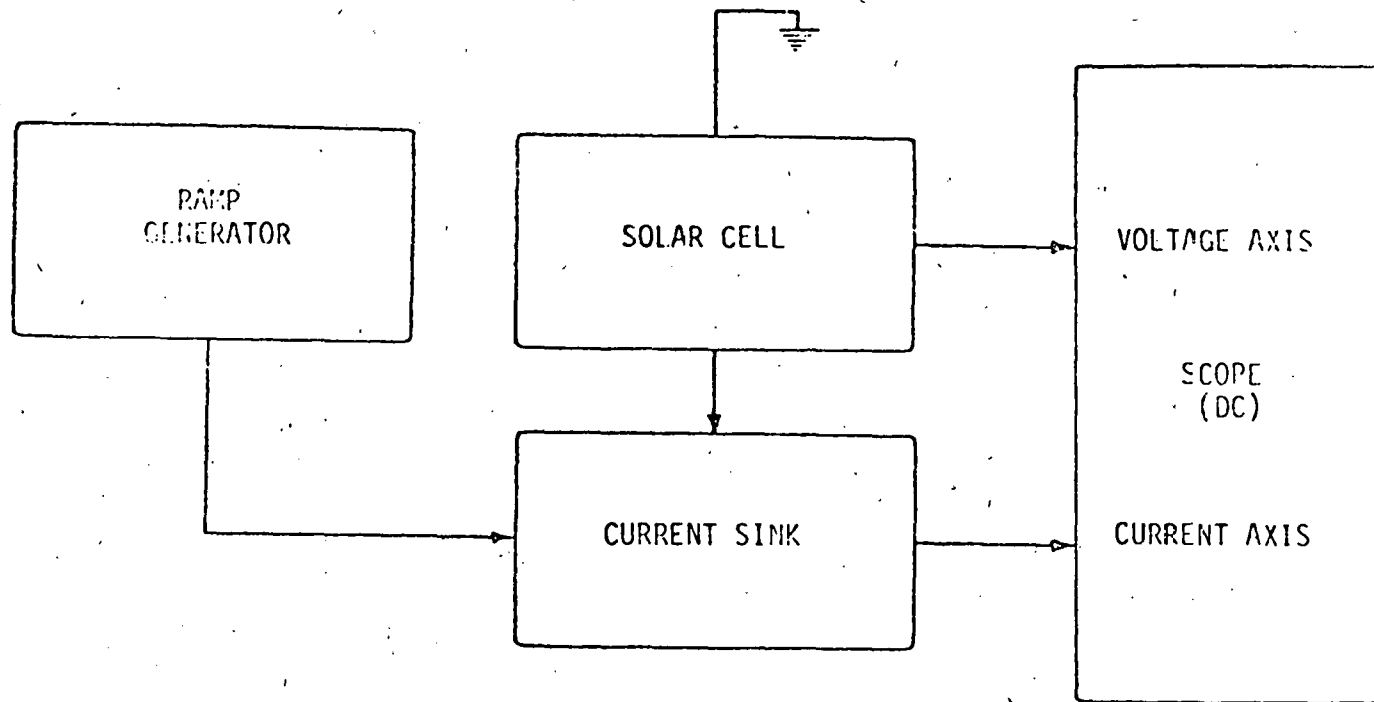 RAMP
GENERATOR
SOLAR CELL
VOLTAGE AXIS
SCOPE
(DC)
CURRENT SINK
CURRENT AXIS